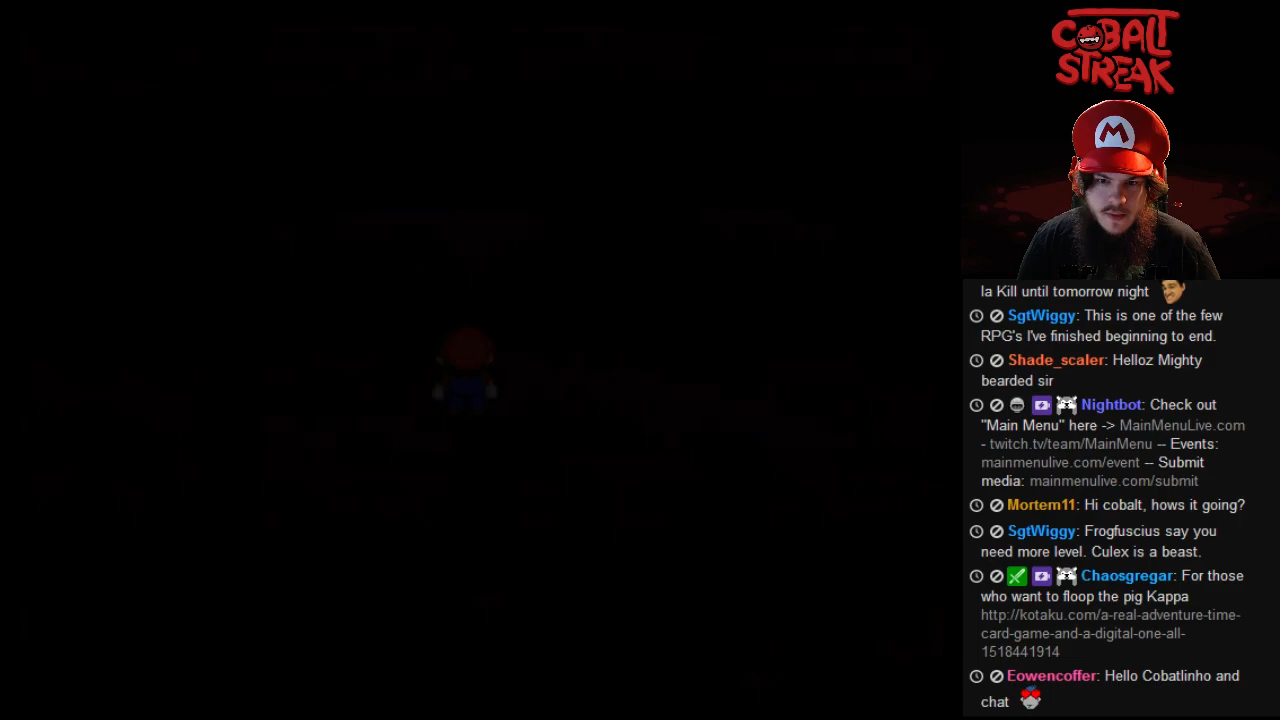 COBALT
STREAK
M
la Kill until tomorrow night
SgtWiggy: This is one of the few
RPG's I've finished beginning to end.
Shade_scaler: Helloz Mighty
bearded sir
Nightbot: Check out
"Main Menu" here -> MainMenuLive.com
- twitch.tv/team/MainMenu -- Events:
mainmenulive.com/event -- Submit
media: mainmenulive.com/submit
Mortem11: Hi cobalt, hows it going?
SgtWiggy: Frogfuscius say you
need more level. Culex is a beast.
Chaosgregar: For those
who want to floop the pig Kappa
http://kotaku.com/a-real-adventure-time-
card-game-and-a-digital-one-all-
1518441914
Eowencoffer: Hello Cobatlinho and
chat